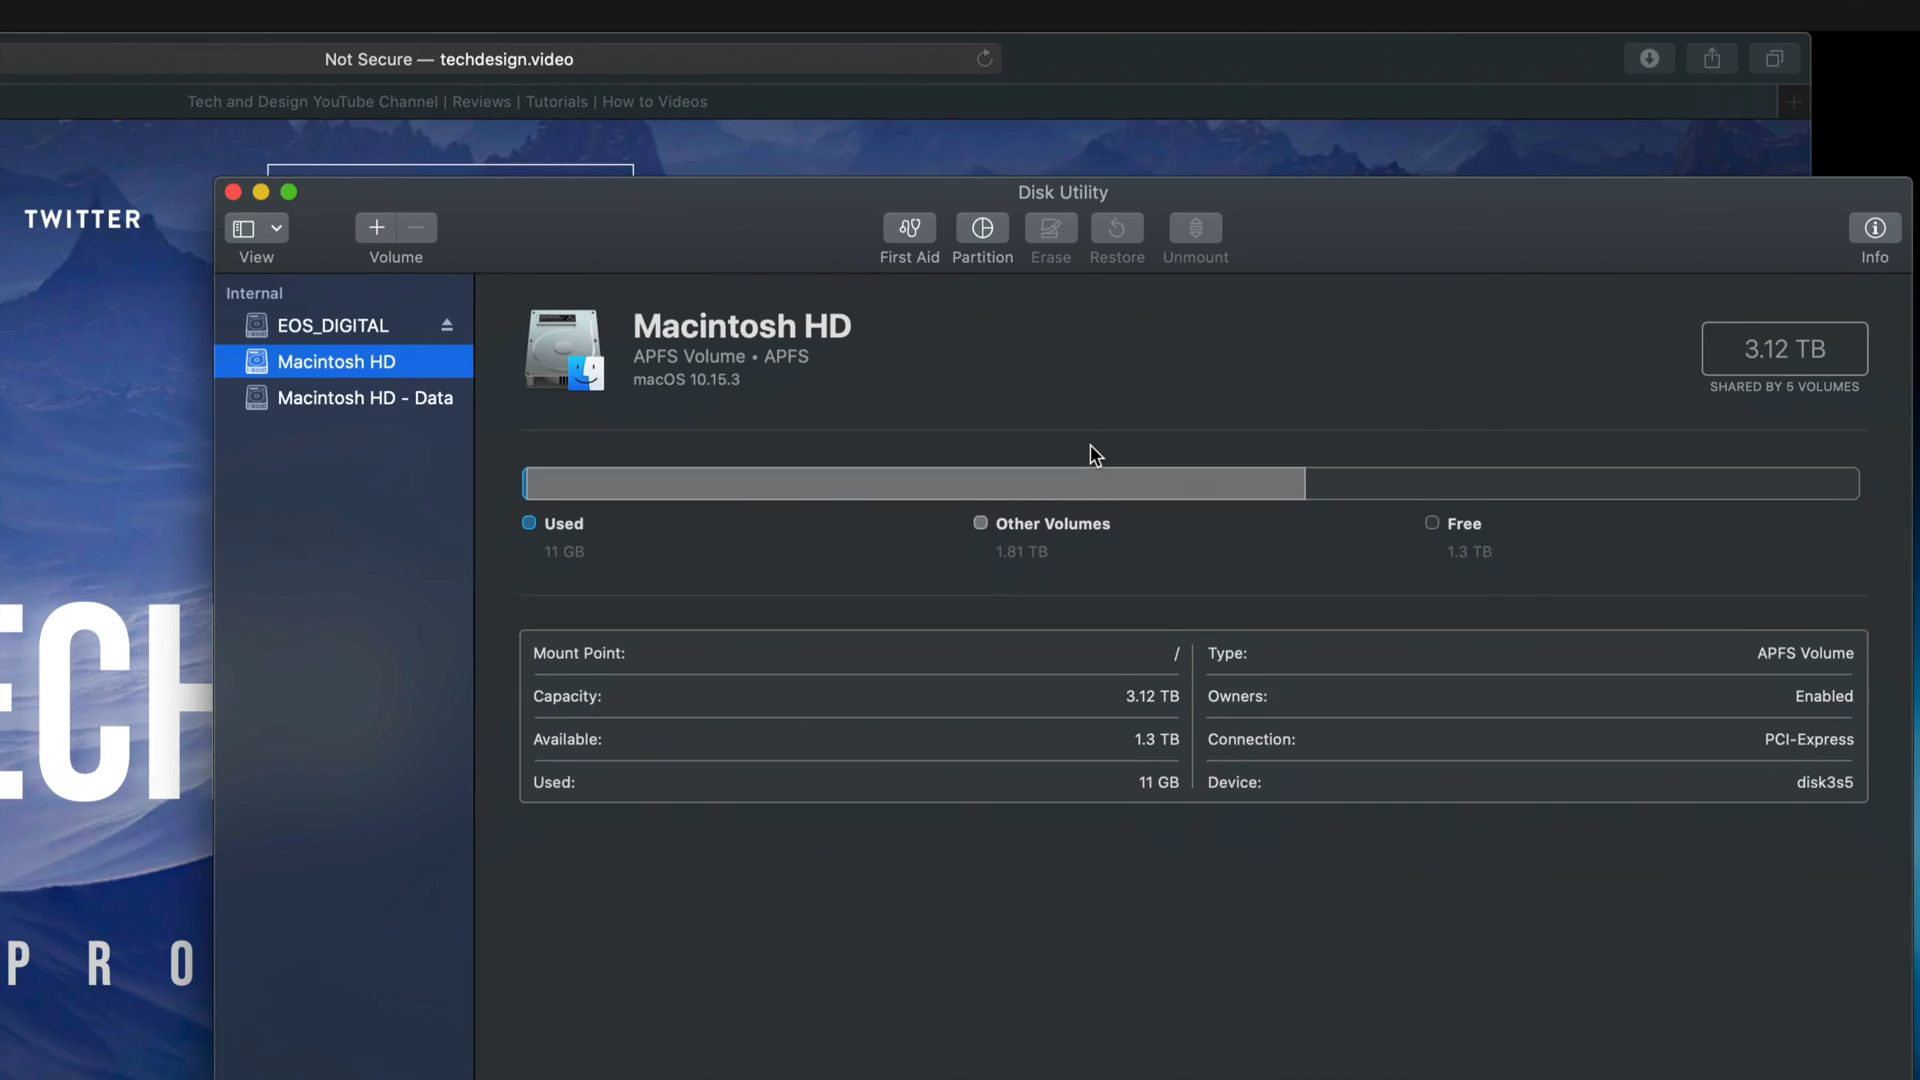 Not Secure — techdesign.video
Tech and Design YouTube Channel | Reviews | Tutorials | How to Videos
TWITTER
Disk Utility
View
Volume
First Aid
Partition
Erase
Restore
Unmount
Info
Internal
EOS_DIGITAL
Macintosh HD
Macintosh HD - Data
Macintosh HD
APFS Volume • APFS
macOS 10.15.3
3.12 TB
SHARED BY 5 VOLUMES
Used
11 GB
Other Volumes
1.81 TB
Free
1.3 TB
Mount Point: /
Capacity: 3.12 TB
Available: 1.3 TB
Used: 11 GB
Type: APFS Volume
Owners: Enabled
Connection: PCI-Express
Device: disk3s5
ECH
PRO